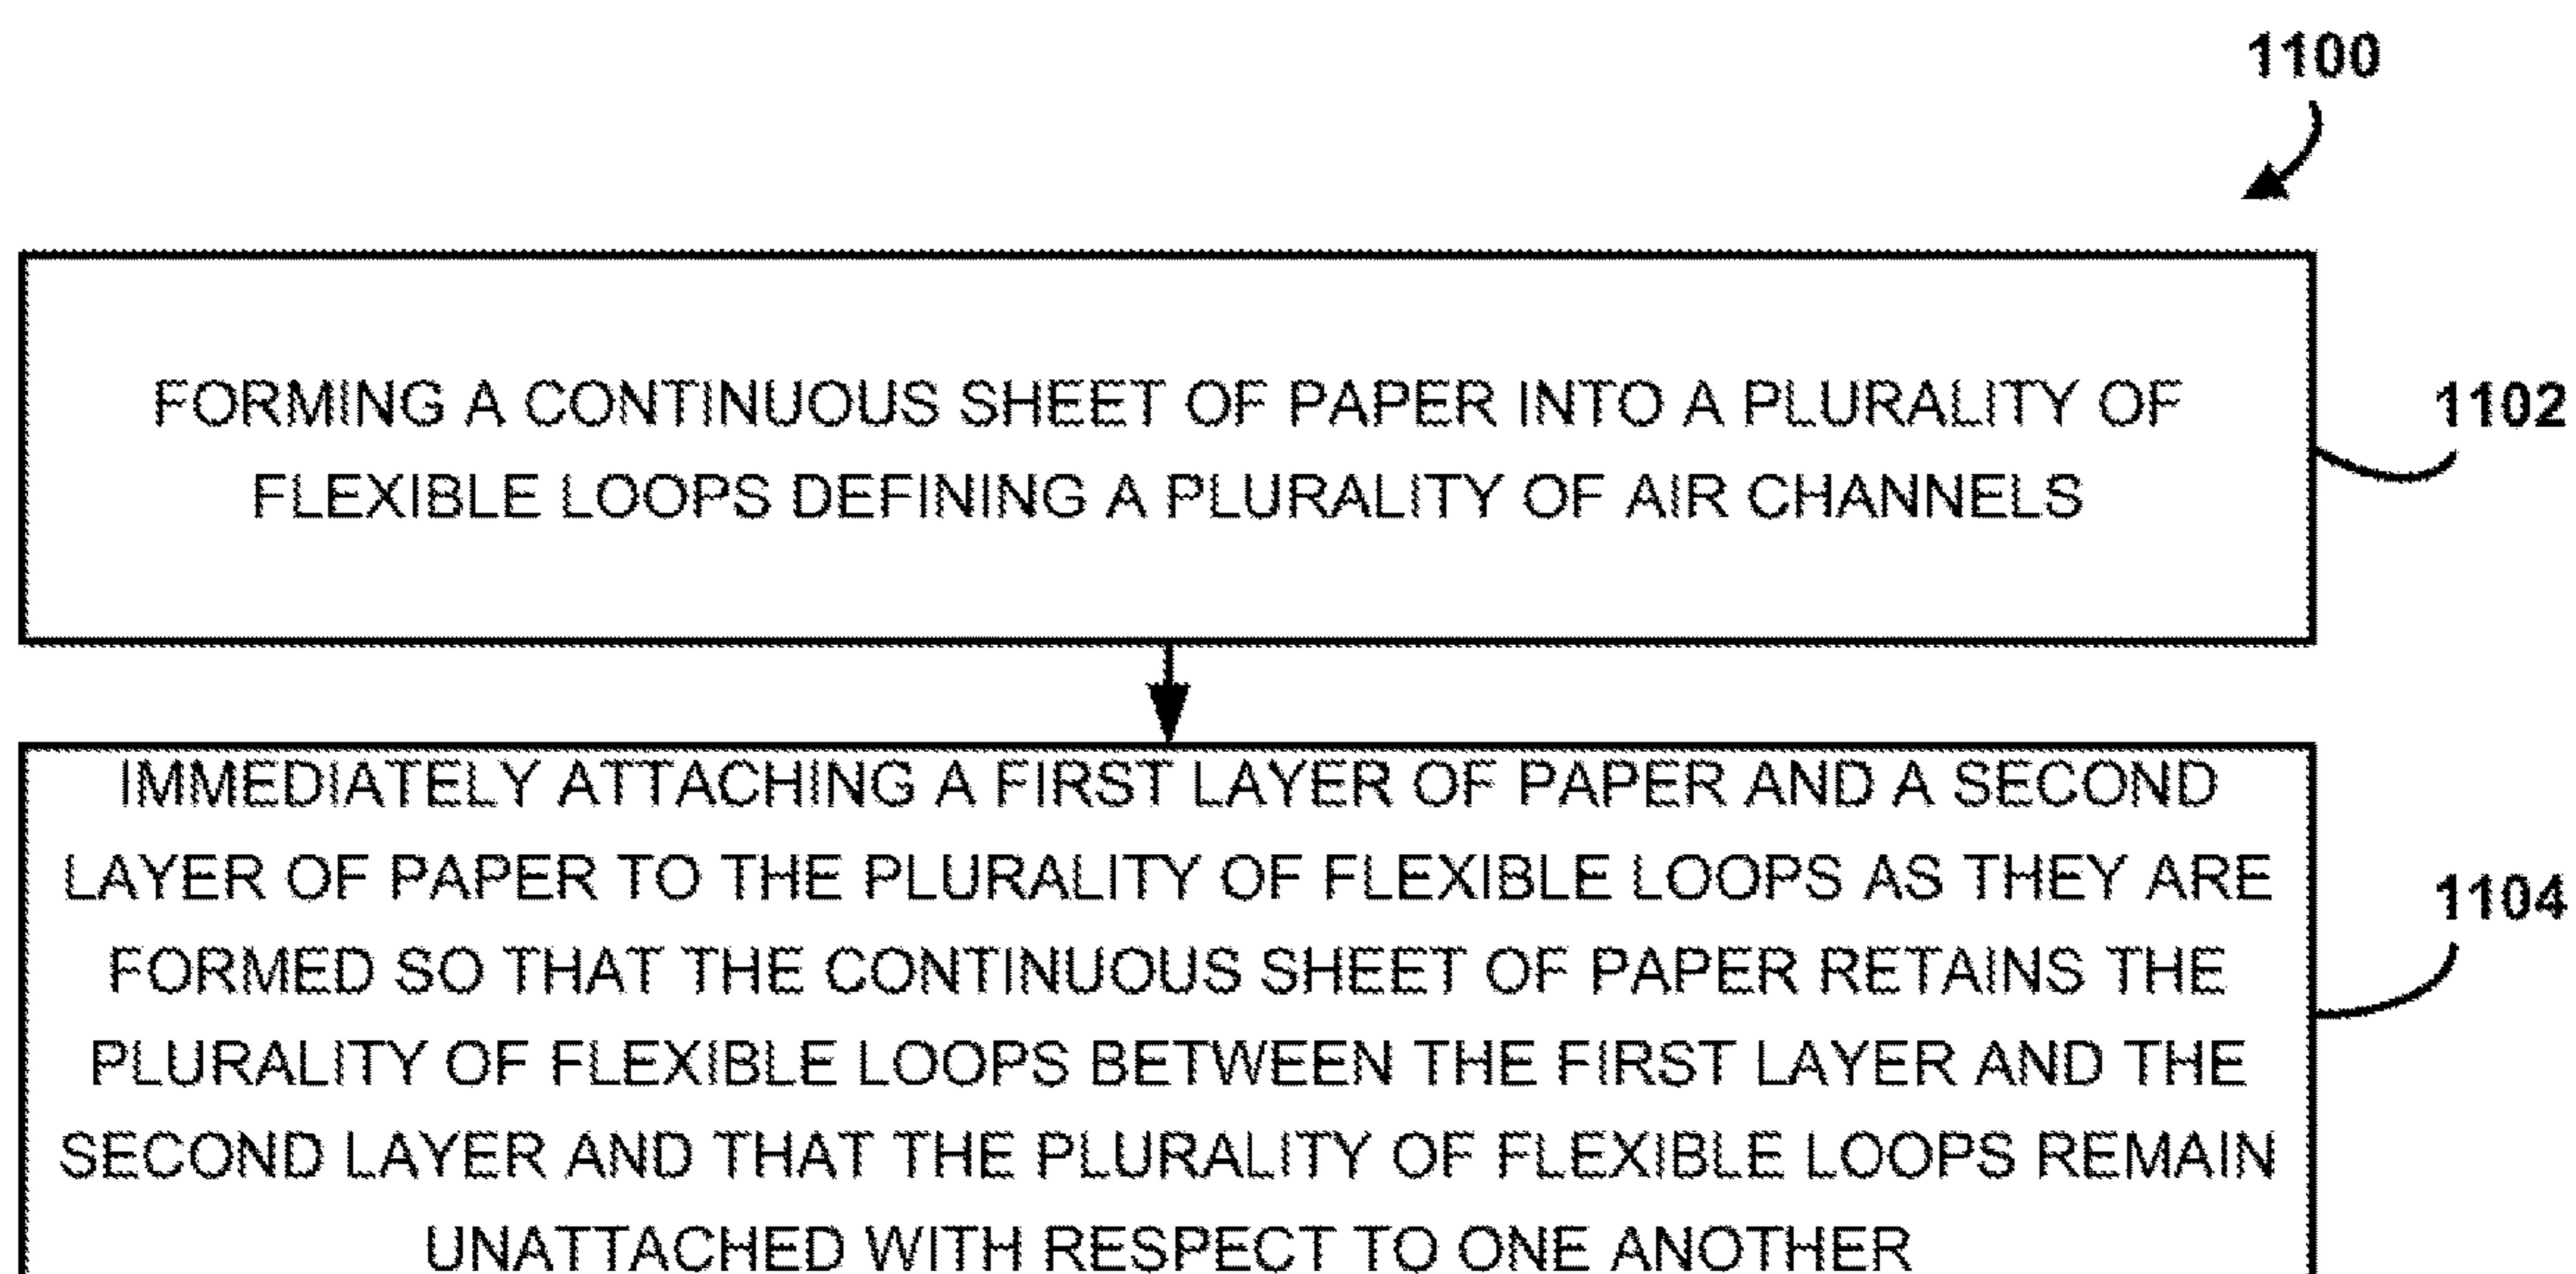 1100
FORMING A CONTINUOUS SHEET OF PAPER INTO A PLURALITY OF
FLEXIBLE LOOPS DEFINING A PLURALITY OF AIR CHANNELS
1102
IMMEDIATELY ATTACHING A FIRST LAYER OF PAPER AND A SECOND
LAYER OF PAPER TO THE PLURALITY OF FLEXIBLE LOOPS AS THEY ARE
FORMED SO THAT THE CONTINUOUS SHEET OF PAPER RETAINS THE
PLURALITY OF FLEXIBLE LOOPS BETWEEN THE FIRST LAYER AND THE
SECOND LAYER AND THAT THE PLURALITY OF FLEXIBLE LOOPS REMAIN
UNATTACHED WITH RESPECT TO ONE ANOTHER
1104